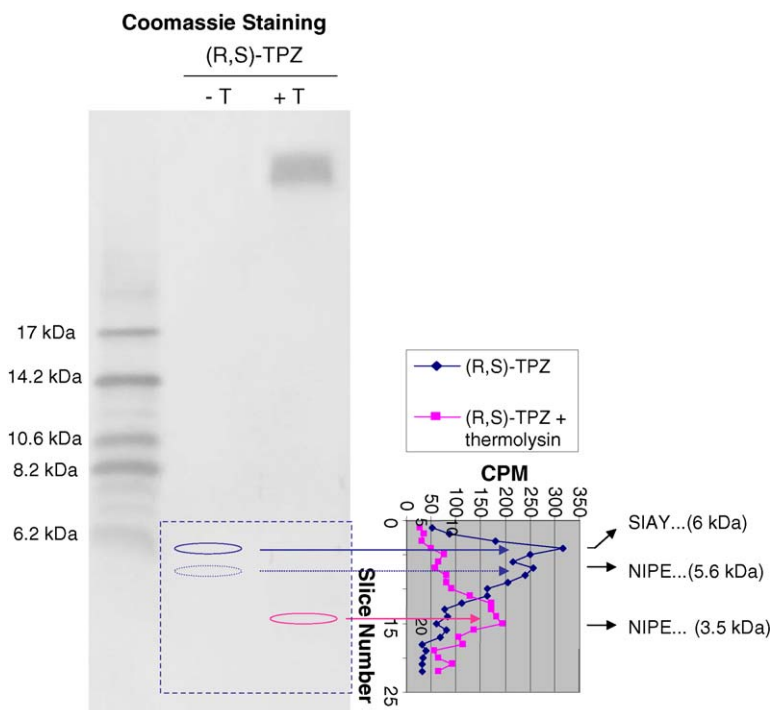 Coomassie Staining
(R,S)-TPZ
- T + T
17 kDa
14.2 kDa
10.6 kDa
8.2 kDa
6.2 kDa
(R,S)-TPZ
(R,S)-TPZ +
thermolysin
CPM
0 50 100 150 200 250 300 350
0 5 10 15 20 25
Slice Number
SIAY...(6 kDa)
NIPE...(5.6 kDa)
NIPE... (3.5 kDa)